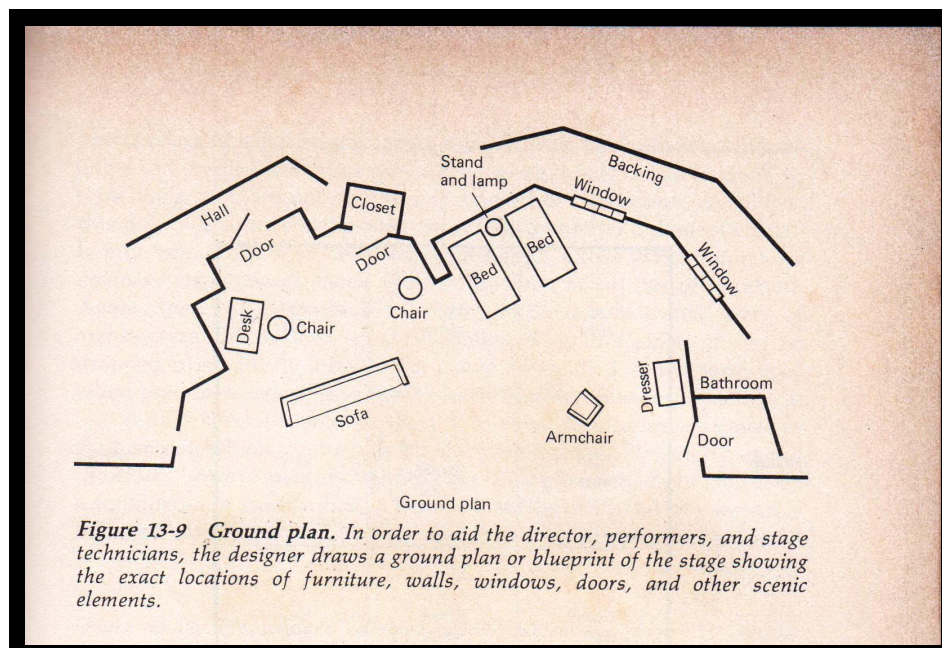 Backing
Stand
and lamp
Window
Hall
Closet
Door
Door
Bed
Bed
Window
Chair
Desk
Chair
Dresser
Bathroom
Sofa
Armchair
Door
Ground plan
Figure 13-9 Ground plan. In order to aid the director, performers, and stage
technicians, the designer draws a ground plan or blueprint of the stage showing
the exact locations of furniture, walls, windows, doors, and other scenic
elements.